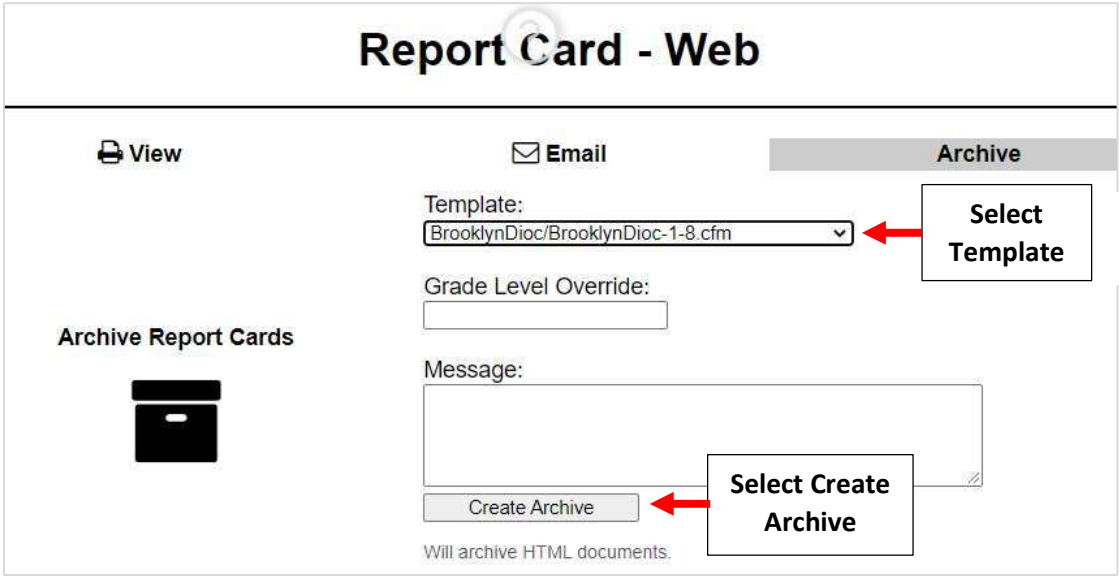 Report Card - Web
View
Email
Archive
Template:
BrooklynDioc/BrooklynDioc-1-8.cfm
Select
Template
Grade Level Override:
Archive Report Cards
Message:
Create Archive
Select Create
Archive
Will archive HTML documents.